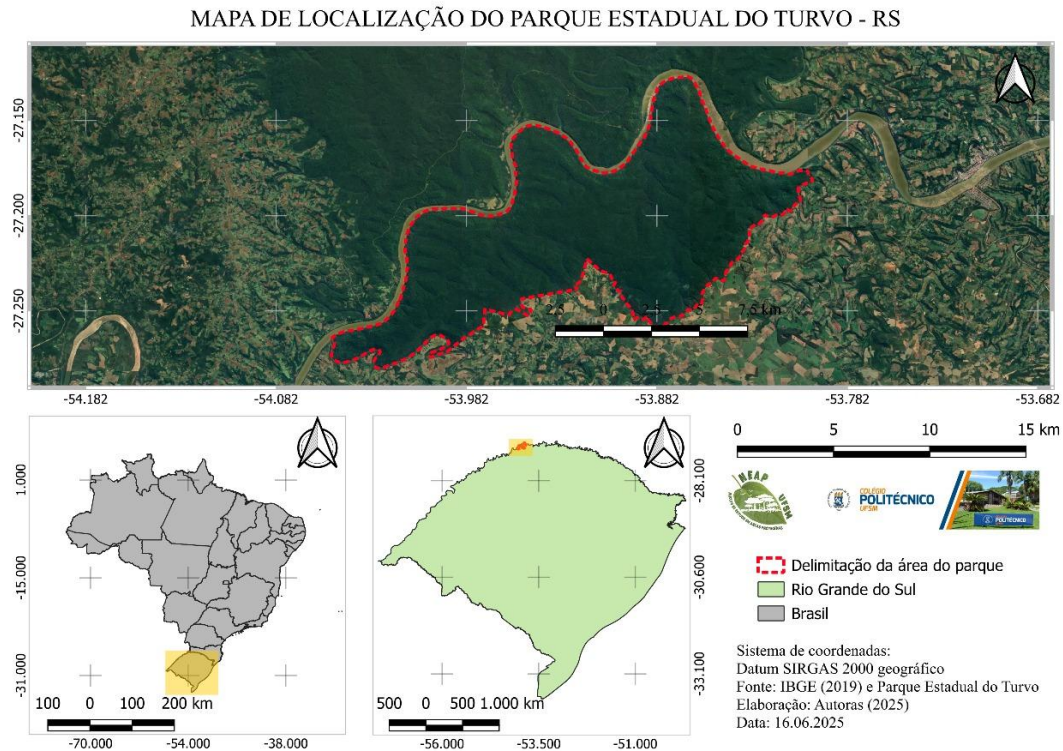 MAPA DE LOCALIZAÇÃO DO PARQUE ESTADUAL DO TURVO - RS
-27.150
-27.200
-27.250
2.5 0 2.5 5 7.5 km
-54.182 -54.082 -53.982 -53.882 -53.782 -53.682
1.000
-15.000
-31.000
100 0 100 200 km
-70.000 -54.000 -38.000
-28.100
-30.600
-33.100
500 0 500 1.000 km
-56.000 -53.500 -51.000
0 5 10 15 km
NEAP UFSM
COLÉGIO
POLITÉCNICO
UFSM
POLITÉCNICO
Delimitação da área do parque
Rio Grande do Sul
Brasil
Sistema de coordenadas:
Datum SIRGAS 2000 geográfico
Fonte: IBGE (2019) e Parque Estadual do Turvo
Elaboração: Autoras (2025)
Data: 16.06.2025